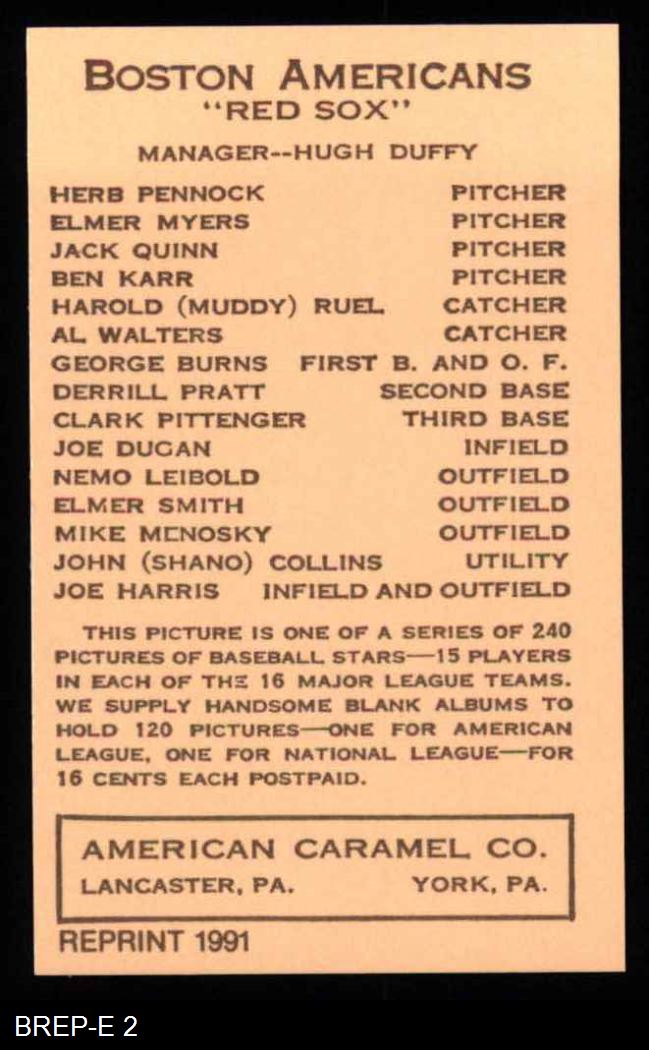 BOSTON AMERICANS
"RED SOX"
MANAGER--HUGH DUFFY
HERB PENNOCK PITCHER
ELMER MYERS PITCHER
JACK QUINN PITCHER
BEN KARR PITCHER
HAROLD (MUDDY) RUEL CATCHER
AL WALTERS CATCHER
GEORGE BURNS FIRST B. AND O. F.
DERRILL PRATT SECOND BASE
CLARK PITTENGER THIRD BASE
JOE DUGAN INFIELD
NEMO LEIBOLD OUTFIELD
ELMER SMITH OUTFIELD
MIKE MENOSKY OUTFIELD
JOHN (SHANO) COLLINS UTILITY
JOE HARRIS INFIELD AND OUTFIELD
THIS PICTURE IS ONE OF A SERIES OF 240
PICTURES OF BASEBALL STARS—15 PLAYERS
IN EACH OF THE 16 MAJOR LEAGUE TEAMS.
WE SUPPLY HANDSOME BLANK ALBUMS TO
HOLD 120 PICTURES—ONE FOR AMERICAN
LEAGUE, ONE FOR NATIONAL LEAGUE—FOR
16 CENTS EACH POSTPAID.
AMERICAN CARAMEL CO.
LANCASTER, PA. YORK, PA.
REPRINT 1991
BREP-E 2